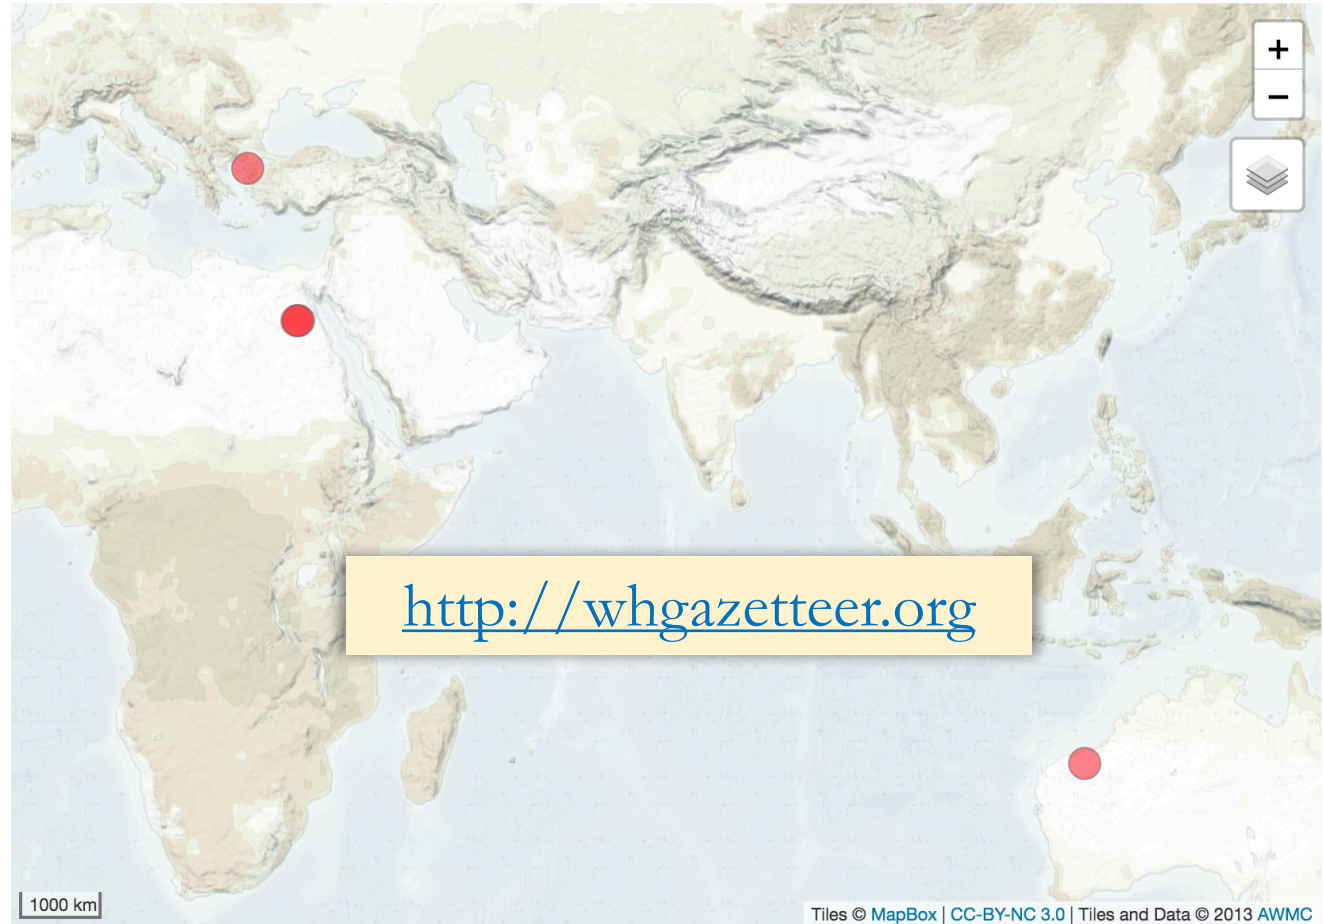 +
−
http://whgazetteer.org
1000 km
Tiles © MapBox | CC-BY-NC 3.0 | Tiles and Data © 2013 AWMC